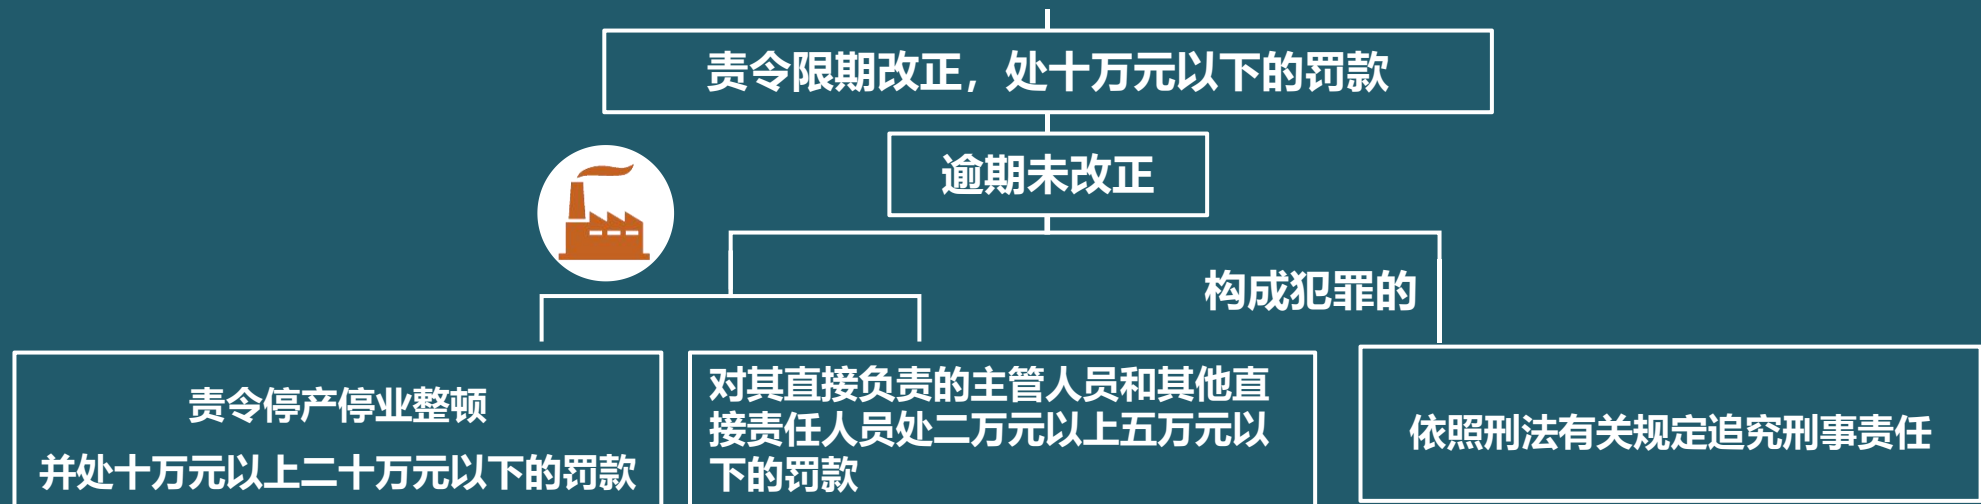 责令限期改正，处十万元以下的罚款
逾期未改正
构成犯罪的
责令停产停业整顿
并处十万元以上二十万元以下的罚款
对其直接负责的主管人员和其他直
接责任人员处二万元以上五万元以
下的罚款
依照刑法有关规定追究刑事责任